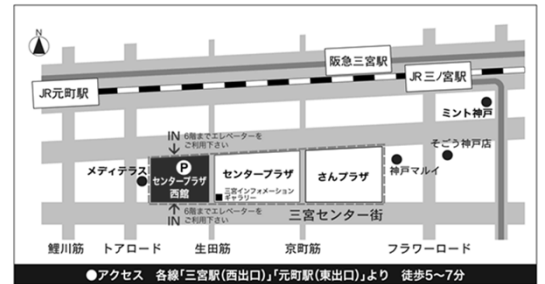 N
阪急三宮駅
JR三ノ宮駅
JR元町駅
ミント神戸
IN 6階までエレベーターを
ご利用下さい
そごう神戸店
メディテラス
P
センタープラザ
西館
センタープラザ
三宮インフォメーション
ギャラリー
さんプラザ
神戸マルイ
IN 6階までエレベーターを
ご利用下さい
三宮センター街
鯉川筋
トアロード
生田筋
京町筋
フラワーロード
●アクセス 各線「三宮駅(西出口)」「元町駅(東出口)」より 徒歩5〜7分